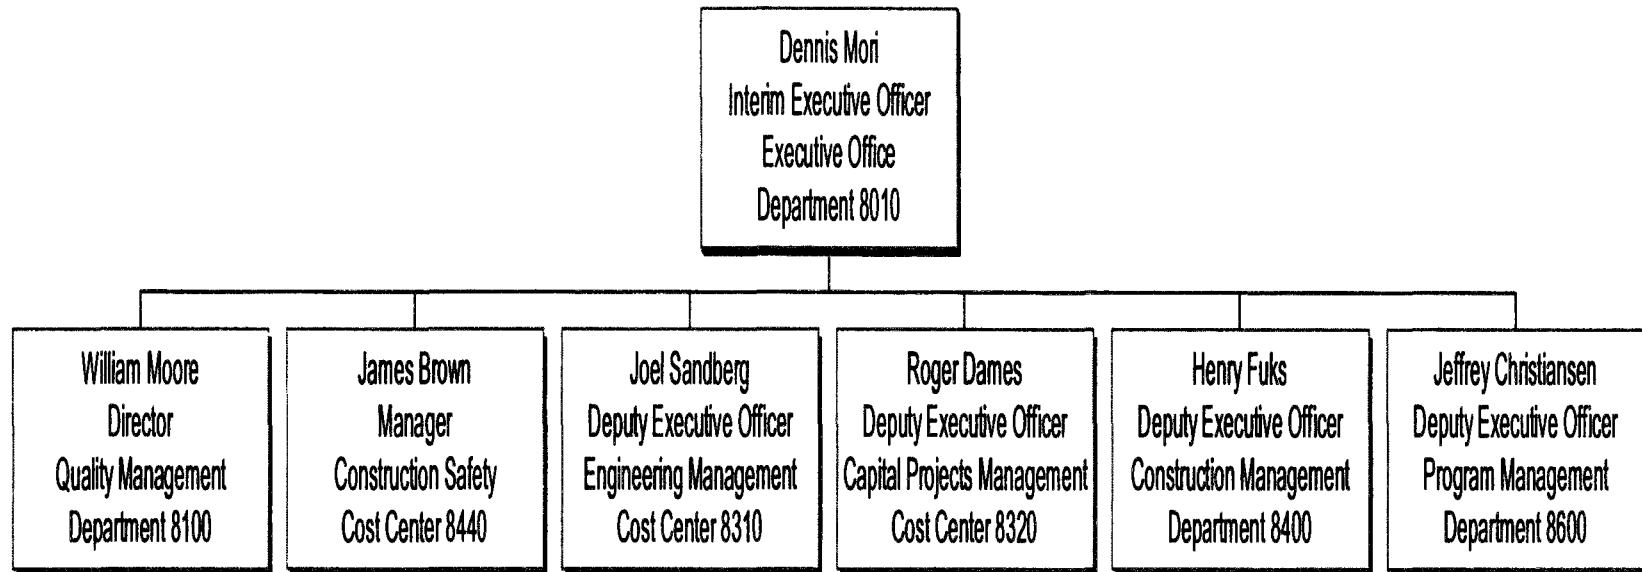 Dennis Mori
Interim Executive Officer
Executive Office
Department 8010
William Moore
Director
Quality Management
Department 8100
James Brown
Manager
Construction Safety
Cost Center 8440
Joel Sandberg
Deputy Executive Officer
Engineering Management
Cost Center 8310
Roger Dames
Deputy Executive Officer
Capital Projects Management
Cost Center 8320
Henry Fuks
Deputy Executive Officer
Construction Management
Department 8400
Jeffrey Christiansen
Deputy Executive Officer
Program Management
Department 8600